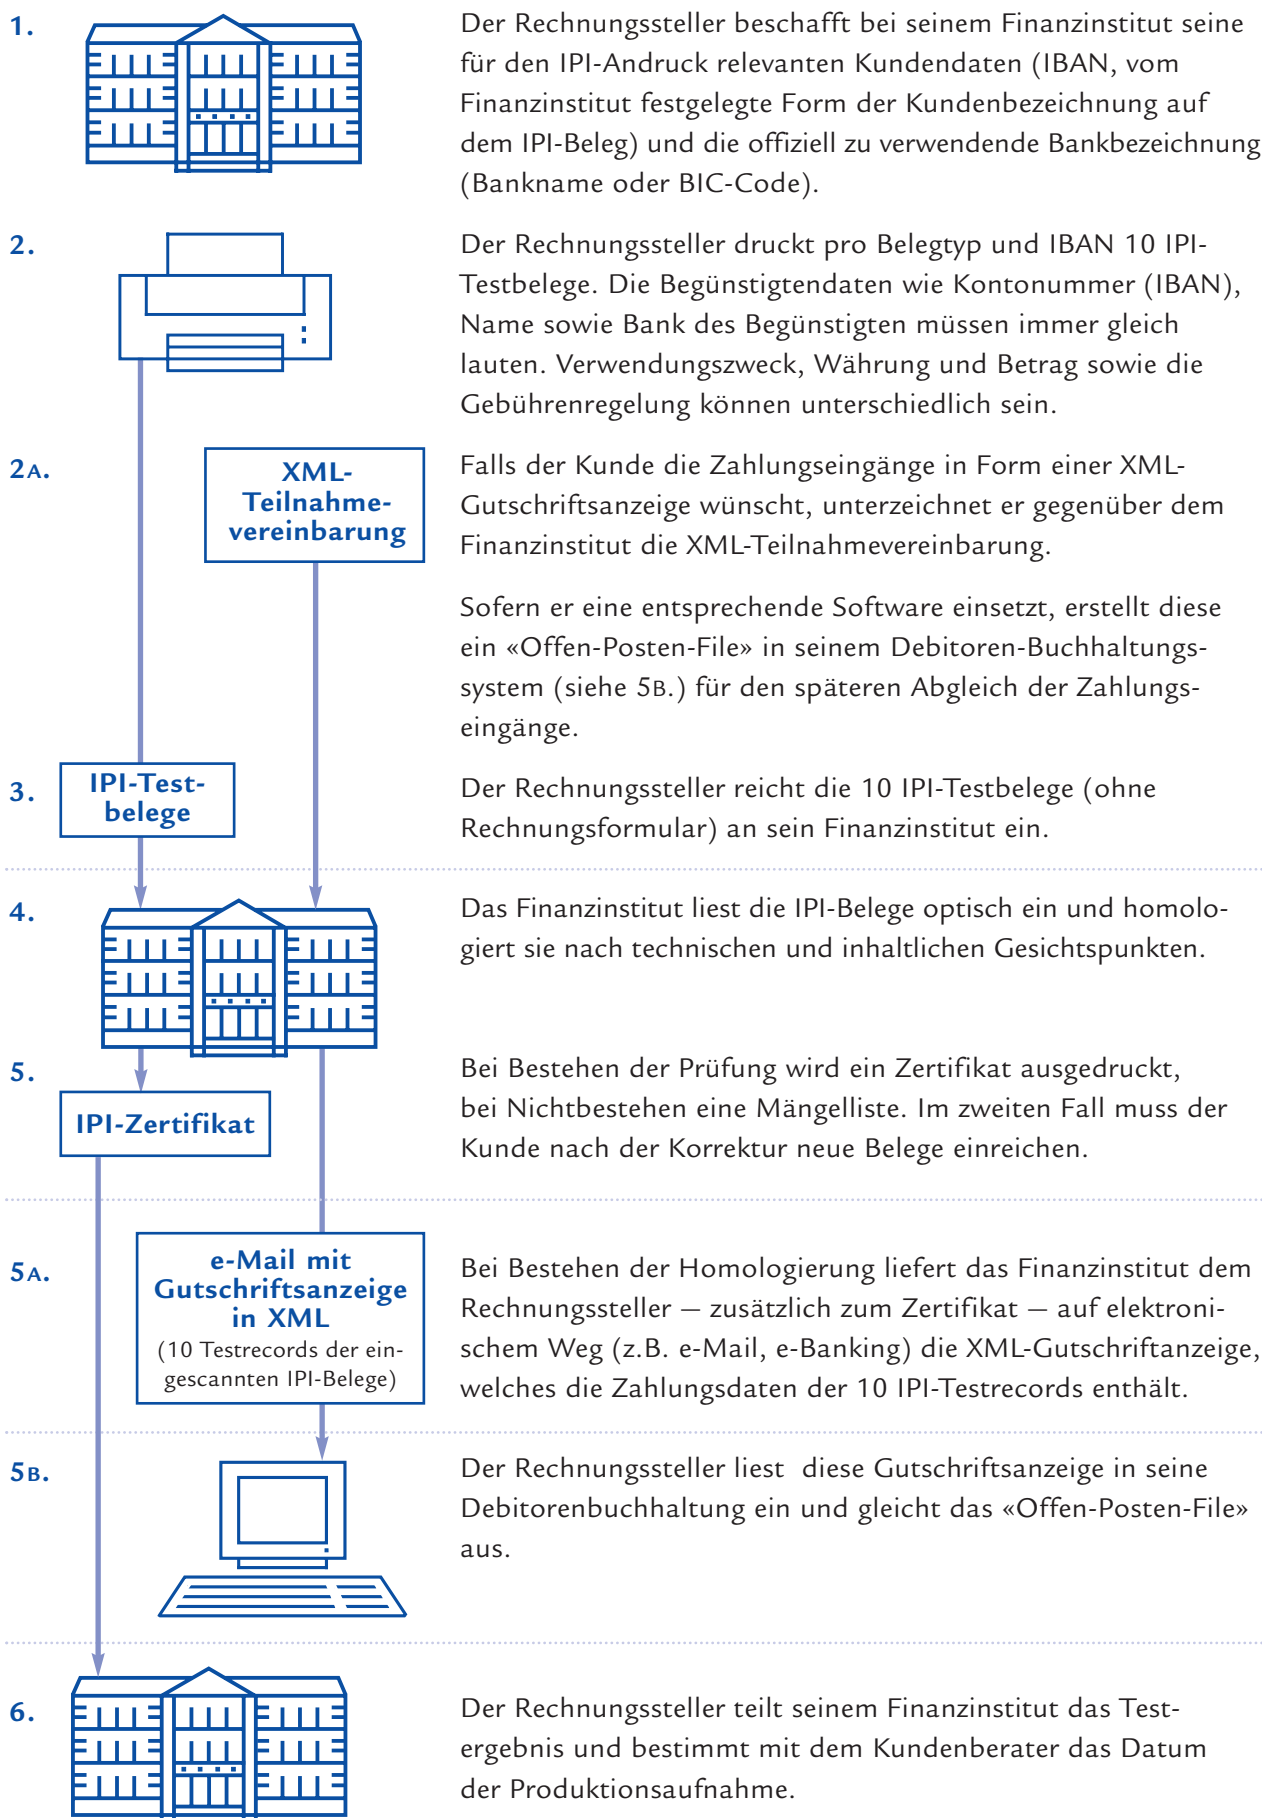 1.
Der Rechnungssteller beschafft bei seinem Finanzinstitut seine
für den IPI-Andruck relevanten Kundendaten (IBAN, vom
Finanzinstitut festgelegte Form der Kundenbezeichnung auf
dem IPI-Beleg) und die offiziell zu verwendende Bankbezeichnung
(Bankname oder BIC-Code).
2.
Der Rechnungssteller druckt pro Belegtyp und IBAN 10 IPI-
Testbelege. Die Begünstigtendaten wie Kontonummer (IBAN),
Name sowie Bank des Begünstigten müssen immer gleich
lauten. Verwendungszweck, Währung und Betrag sowie die
Gebührenregelung können unterschiedlich sein.
2A.
XML-
Teilnahme-
vereinbarung
Falls der Kunde die Zahlungseingänge in Form einer XML-
Gutschriftsanzeige wünscht, unterzeichnet er gegenüber dem
Finanzinstitut die XML-Teilnahmevereinbarung.
Sofern er eine entsprechende Software einsetzt, erstellt diese
ein «Offen-Posten-File» in seinem Debitoren-Buchhaltungs-
system (siehe 5B.) für den späteren Abgleich der Zahlungs-
eingänge.
3.
IPI-Test-
belege
Der Rechnungssteller reicht die 10 IPI-Testbelege (ohne
Rechnungsformular) an sein Finanzinstitut ein.
4.
Das Finanzinstitut liest die IPI-Belege optisch ein und homolo-
giert sie nach technischen und inhaltlichen Gesichtspunkten.
5.
IPI-Zertifikat
Bei Bestehen der Prüfung wird ein Zertifikat ausgedruckt,
bei Nichtbestehen eine Mängelliste. Im zweiten Fall muss der
Kunde nach der Korrektur neue Belege einreichen.
5A.
e-Mail mit
Gutschriftsanzeige
in XML
(10 Testrecords der ein-
gescannten IPI-Belege)
Bei Bestehen der Homologierung liefert das Finanzinstitut dem
Rechnungssteller — zusätzlich zum Zertifikat — auf elektroni-
schem Weg (z.B. e-Mail, e-Banking) die XML-Gutschriftanzeige,
welches die Zahlungsdaten der 10 IPI-Testrecords enthält.
5B.
Der Rechnungssteller liest diese Gutschriftsanzeige in seine
Debitorenbuchhaltung ein und gleicht das «Offen-Posten-File»
aus.
6.
Der Rechnungssteller teilt seinem Finanzinstitut das Test-
ergebnis und bestimmt mit dem Kundenberater das Datum
der Produktionsaufnahme.